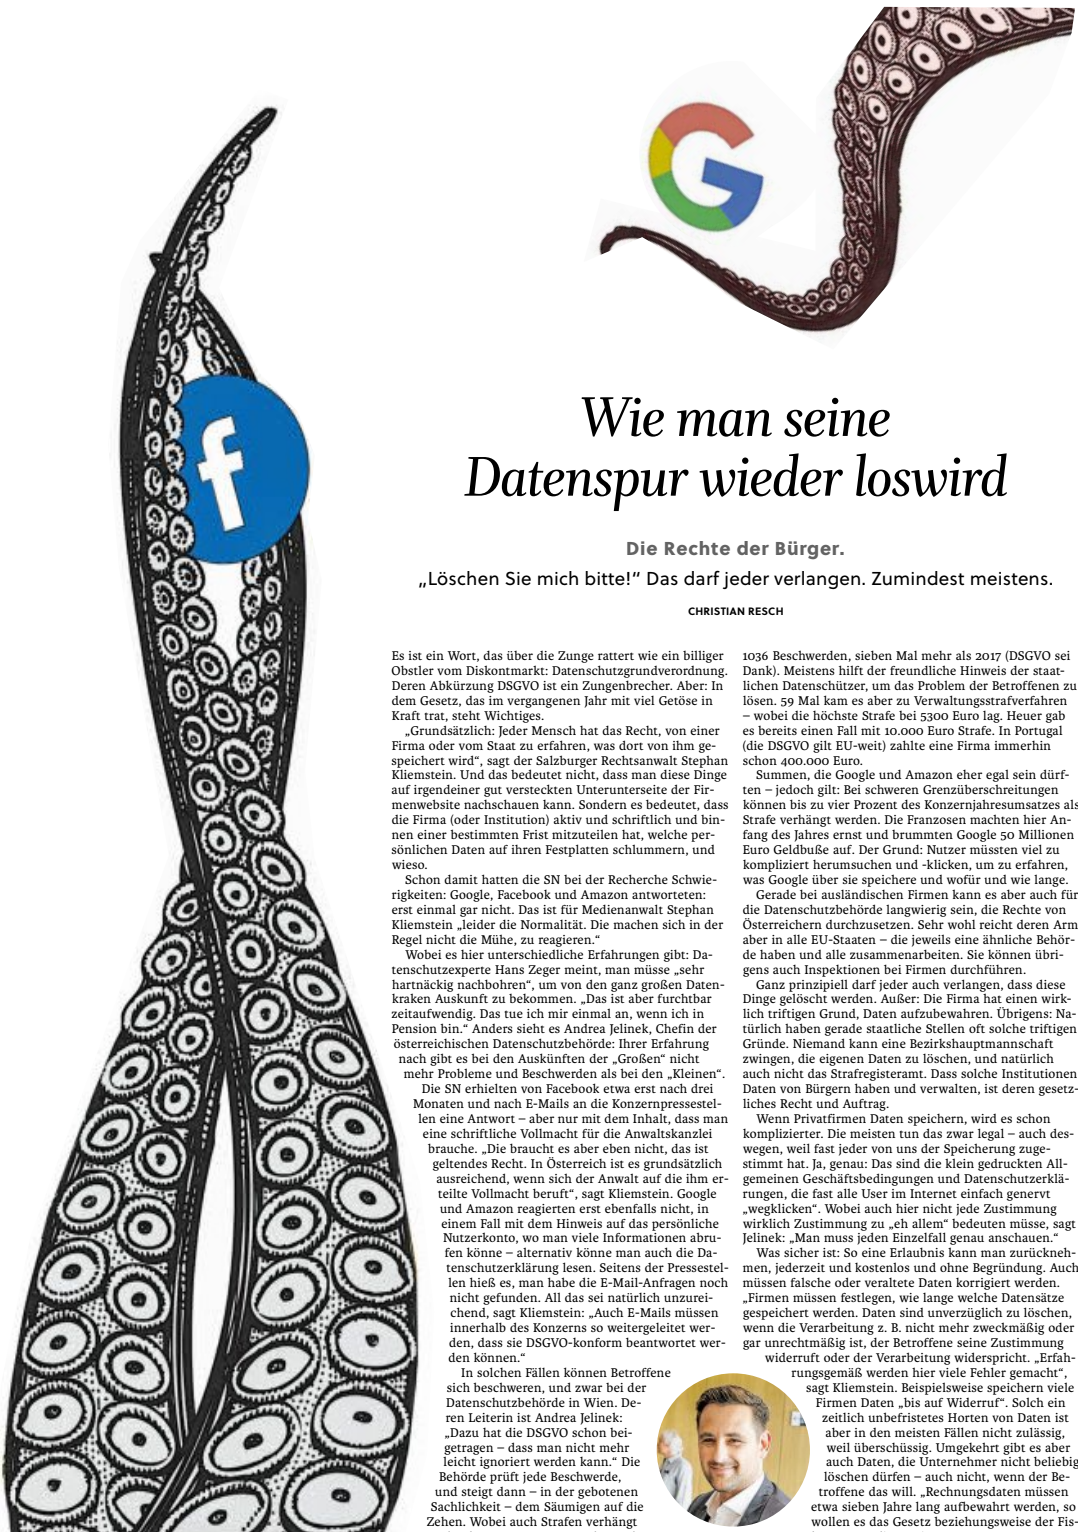 Wie man seine
Datenspur wieder loswird
Die Rechte der Bürger.
„Löschen Sie mich bitte!“ Das darf jeder verlangen. Zumindest meistens.
CHRISTIAN RESCH
Es ist ein Wort, das über die Zunge rattert wie ein billiger
Obstler vom Diskontmarkt: Datenschutzgrundverordnung.
Deren Abkürzung DSGVO ist ein Zungenbrecher. Aber: In
dem Gesetz, das im vergangenen Jahr mit viel Getöse in
Kraft trat, steht Wichtiges.
„Grundsätzlich: Jeder Mensch hat das Recht, von einer
Firma oder vom Staat zu erfahren, was dort von ihm ge-
speichert wird“, sagt der Salzburger Rechtsanwalt Stephan
Kliemstein. Und das bedeutet nicht, dass man diese Dinge
auf irgendeiner gut versteckten Unterunterseite der Fir-
menwebsite nachschauen kann. Sondern es bedeutet, dass
die Firma (oder Institution) aktiv und schriftlich und bin-
nen einer bestimmten Frist mitzuteilen hat, welche per-
sönlichen Daten auf ihren Festplatten schlummern, und
wieso.
Schon damit hatten die SN bei der Recherche Schwie-
rigkeiten: Google, Facebook und Amazon antworteten:
erst einmal gar nicht. Das ist für Medienanwalt Stephan
Kliemstein „leider die Normalität. Die machen sich in der
Regel nicht die Mühe, zu reagieren.“
Wobei es hier unterschiedliche Erfahrungen gibt: Da-
tenschutzexperte Hans Zeger meint, man müsse „sehr
hartnäckig nachbohren“, um von den ganz großen Daten-
kraken Auskunft zu bekommen. „Das ist aber furchtbar
zeitaufwendig. Das tue ich mir einmal an, wenn ich in
Pension bin.“ Anders sieht es Andrea Jelinek, Chefin der
österreichischen Datenschutzbehörde: Ihrer Erfahrung
nach gibt es bei den Auskünften der „Großen“ nicht
mehr Probleme und Beschwerden als bei den „Kleinen“.
Die SN erhielten von Facebook etwa erst nach drei
Monaten und nach E-Mails an die Konzernpressestel-
len eine Antwort – aber nur mit dem Inhalt, dass man
eine schriftliche Vollmacht für die Anwaltskanzlei
brauche. „Die braucht es aber eben nicht, das ist
geltendes Recht. In Österreich ist es grundsätzlich
ausreichend, wenn sich der Anwalt auf die ihm er-
teilte Vollmacht beruft“, sagt Kliemstein. Google
und Amazon reagierten erst ebenfalls nicht, in
einem Fall mit dem Hinweis auf das persönliche
Nutzerkonto, wo man viele Informationen abru-
fen könne – alternativ könne man auch die Da-
tenschutzerklärung lesen. Seitens der Pressestel-
len hieß es, man habe die E-Mail-Anfragen noch
nicht gefunden. All das sei natürlich unzurei-
chend, sagt Kliemstein: „Auch E-Mails müssen
innerhalb des Konzerns so weitergeleitet wer-
den, dass sie DSGVO-konform beantwortet wer-
den können.“
In solchen Fällen können Betroffene
sich beschweren, und zwar bei der
Datenschutzbehörde in Wien. De-
ren Leiterin ist Andrea Jelinek:
„Dazu hat die DSGVO schon bei-
getragen – dass man nicht mehr
leicht ignoriert werden kann.“ Die
Behörde prüft jede Beschwerde,
und steigt dann – in der gebotenen
Sachlichkeit – dem Säumigen auf die
Zehen. Wobei auch Strafen verhängt
1036 Beschwerden, sieben Mal mehr als 2017 (DSGVO sei
Dank). Meistens hilft der freundliche Hinweis der staat-
lichen Datenschützer, um das Problem der Betroffenen zu
lösen. 59 Mal kam es aber zu Verwaltungsstrafverfahren
– wobei die höchste Strafe bei 5300 Euro lag. Heuer gab
es bereits einen Fall mit 10.000 Euro Strafe. In Portugal
(die DSGVO gilt EU-weit) zahlte eine Firma immerhin
schon 400.000 Euro.
Summen, die Google und Amazon eher egal sein dürf-
ten – jedoch gilt: Bei schweren Grenzüberschreitungen
können bis zu vier Prozent des Konzernjahresumsatzes als
Strafe verhängt werden. Die Franzosen machten hier An-
fang des Jahres ernst und brummten Google 50 Millionen
Euro Geldbuße auf. Der Grund: Nutzer müssten viel zu
kompliziert herumsuchen und -klicken, um zu erfahren,
was Google über sie speichere und wofür und wie lange.
Gerade bei ausländischen Firmen kann es aber auch für
die Datenschutzbehörde langwierig sein, die Rechte von
Österreichern durchzusetzen. Sehr wohl reicht deren Arm
aber in alle EU-Staaten – die jeweils eine ähnliche Behör-
de haben und alle zusammenarbeiten. Sie können übri-
gens auch Inspektionen bei Firmen durchführen.
Ganz prinzipiell darf jeder auch verlangen, dass diese
Dinge gelöscht werden. Außer: Die Firma hat einen wirk-
lich triftigen Grund, Daten aufzubewahren. Übrigens: Na-
türlich haben gerade staatliche Stellen oft solche triftigen
Gründe. Niemand kann eine Bezirkshauptmannschaft
zwingen, die eigenen Daten zu löschen, und natürlich
auch nicht das Strafregisteramt. Dass solche Institutionen
Daten von Bürgern haben und verwalten, ist deren gesetz-
liches Recht und Auftrag.
Wenn Privatfirmen Daten speichern, wird es schon
komplizierter. Die meisten tun das zwar legal – auch des-
wegen, weil fast jeder von uns der Speicherung zuge-
stimmt hat. Ja, genau: Das sind die klein gedruckten All-
gemeinen Geschäftsbedingungen und Datenschutzerklä-
rungen, die fast alle User im Internet einfach genervt
„wegklicken“. Wobei auch hier nicht jede Zustimmung
wirklich Zustimmung zu „eh allem“ bedeuten müsse, sagt
Jelinek: „Man muss jeden Einzelfall genau anschauen.“
Was sicher ist: So eine Erlaubnis kann man zurückneh-
men, jederzeit und kostenlos und ohne Begründung. Auch
müssen falsche oder veraltete Daten korrigiert werden.
„Firmen müssen festlegen, wie lange welche Datensätze
gespeichert werden. Daten sind unverzüglich zu löschen,
wenn die Verarbeitung z. B. nicht mehr zweckmäßig oder
gar unrechtmäßig ist, der Betroffene seine Zustimmung
widerruft oder der Verarbeitung widerspricht. „Erfah-
rungsgemäß werden hier viele Fehler gemacht“,
sagt Kliemstein. Beispielsweise speichern viele
Firmen Daten „bis auf Widerruf“. Solch ein
zeitlich unbefristetes Horten von Daten ist
aber in den meisten Fällen nicht zulässig,
weil überschüssig. Umgekehrt gibt es aber
auch Daten, die Unternehmer nicht beliebig
löschen dürfen – auch nicht, wenn der Be-
troffene das will. „Rechnungsdaten müssen
etwa sieben Jahre lang aufbewahrt werden, so
wollen es das Gesetz beziehungsweise der Fis-